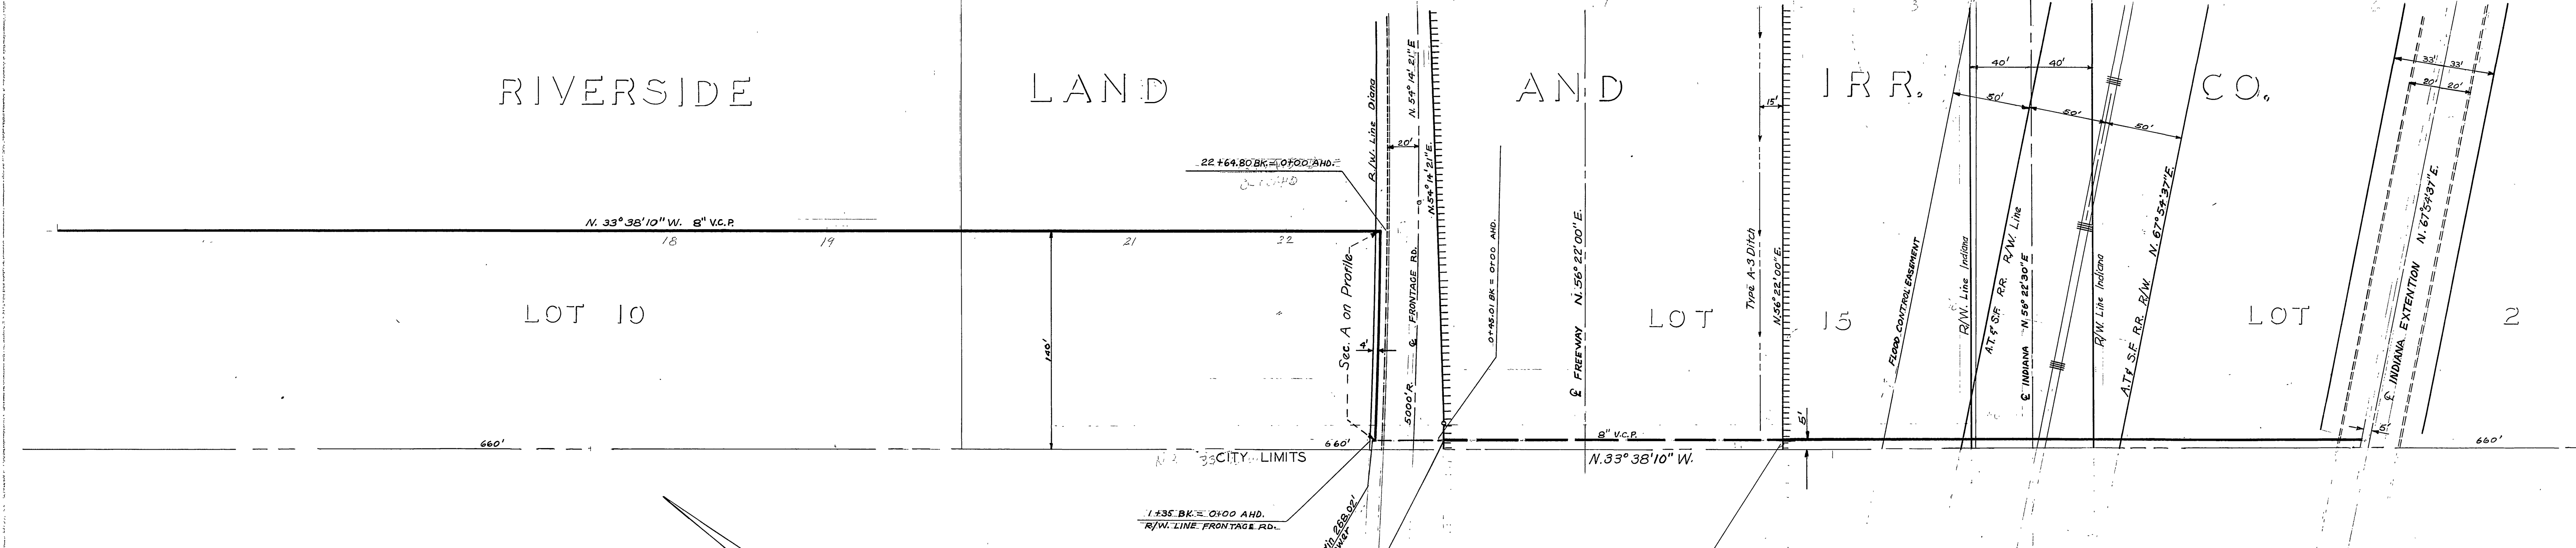 RIVERSIDE LAND AND IRR. CO.
22+64.80 BK.= 0+00 AHD.
R/W. Line Diana
20'
N. 54° 14' 21" E
N. 54° 14' 21" E.
15'
40' 40'
50' 50' 50'
33' 33'
20' 20'
N. 33° 38' 10" W. 8" V.C.P.
18 19 21 22
LOT 10
140'
Sec. A on Profile
4'
5000' R.
℄ FRONTAGE RD.
0+45.01 BK = 0+00 AHD.
℄ FREEWAY N. 56° 22' 00" E.
LOT 15
Type A-3 Ditch
N. 56° 22' 00" E.
FLOOD CONTROL EASEMENT
R/W. Line Indiana
A.T. & S.F. RR. R/W. Line
℄ INDIANA N. 56° 22' 30" E
R/W. Line Indiana
A.T. & S.F. R.R. R/W. N. 67° 54' 37" E.
LOT 2
℄ INDIANA EXTENTION N. 67° 54' 37" E.
660' 660'
8" V.C.P.
5'
5'
660'
CITY LIMITS
N. 33° 38' 10" W.
1+35 BK. = 0+00 AHD.
R/W. LINE FRONTAGE RD.
268.02'